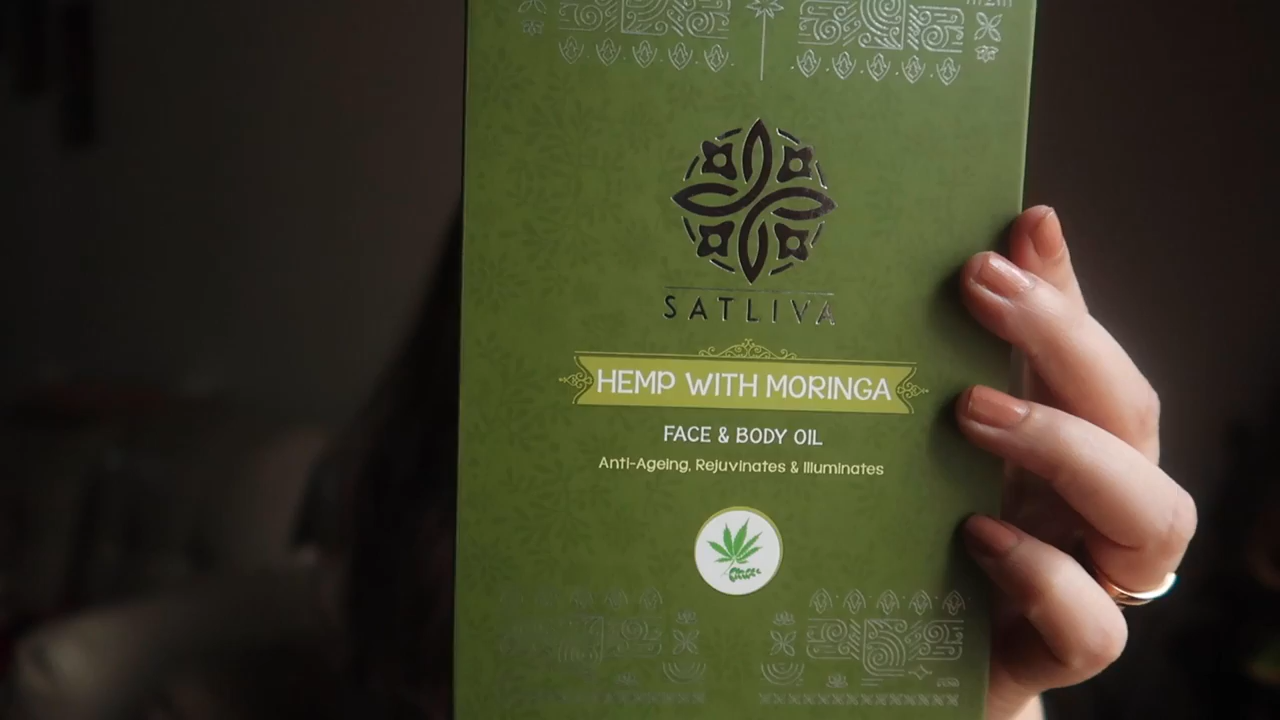 SATLIVA
HEMP WITH MORINGA
FACE & BODY OIL
Anti-Ageing, Rejuvinates & Illuminates